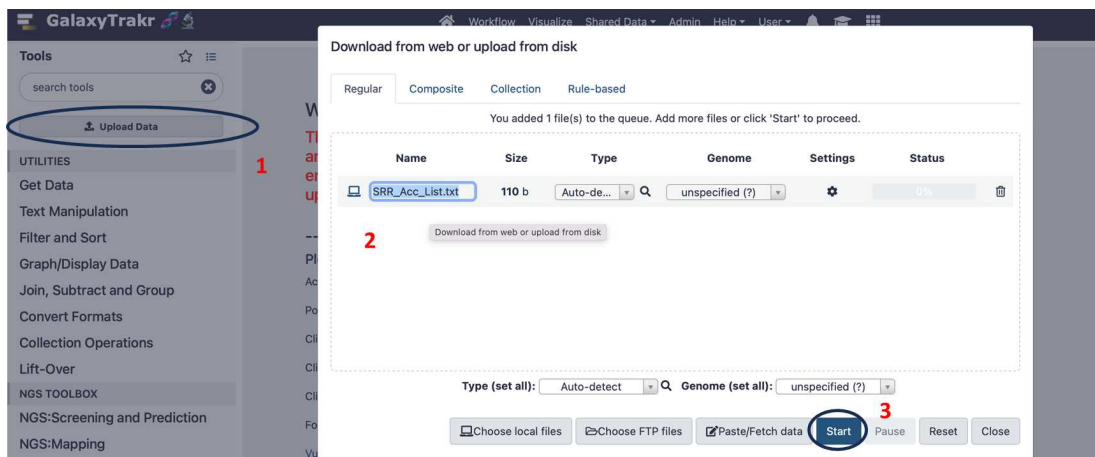 GalaxyTrakr
Workflow Visualize Shared Data Admin Help User
Tools
search tools
Upload Data
1
UTILITIES
Get Data
Text Manipulation
Filter and Sort
Graph/Display Data
Join, Subtract and Group
Convert Formats
Collection Operations
Lift-Over
NGS TOOLBOX
NGS:Screening and Prediction
NGS:Mapping
Download from web or upload from disk
Regular Composite Collection Rule-based
You added 1 file(s) to the queue. Add more files or click 'Start' to proceed.
Name Size Type Genome Settings Status
SRR_Acc_List.txt 110 b Auto-de... unspecified (?) 0%
2
Download from web or upload from disk
Type (set all): Auto-detect Genome (set all): unspecified (?)
3
Choose local files Choose FTP files Paste/Fetch data Start Pause Reset Close